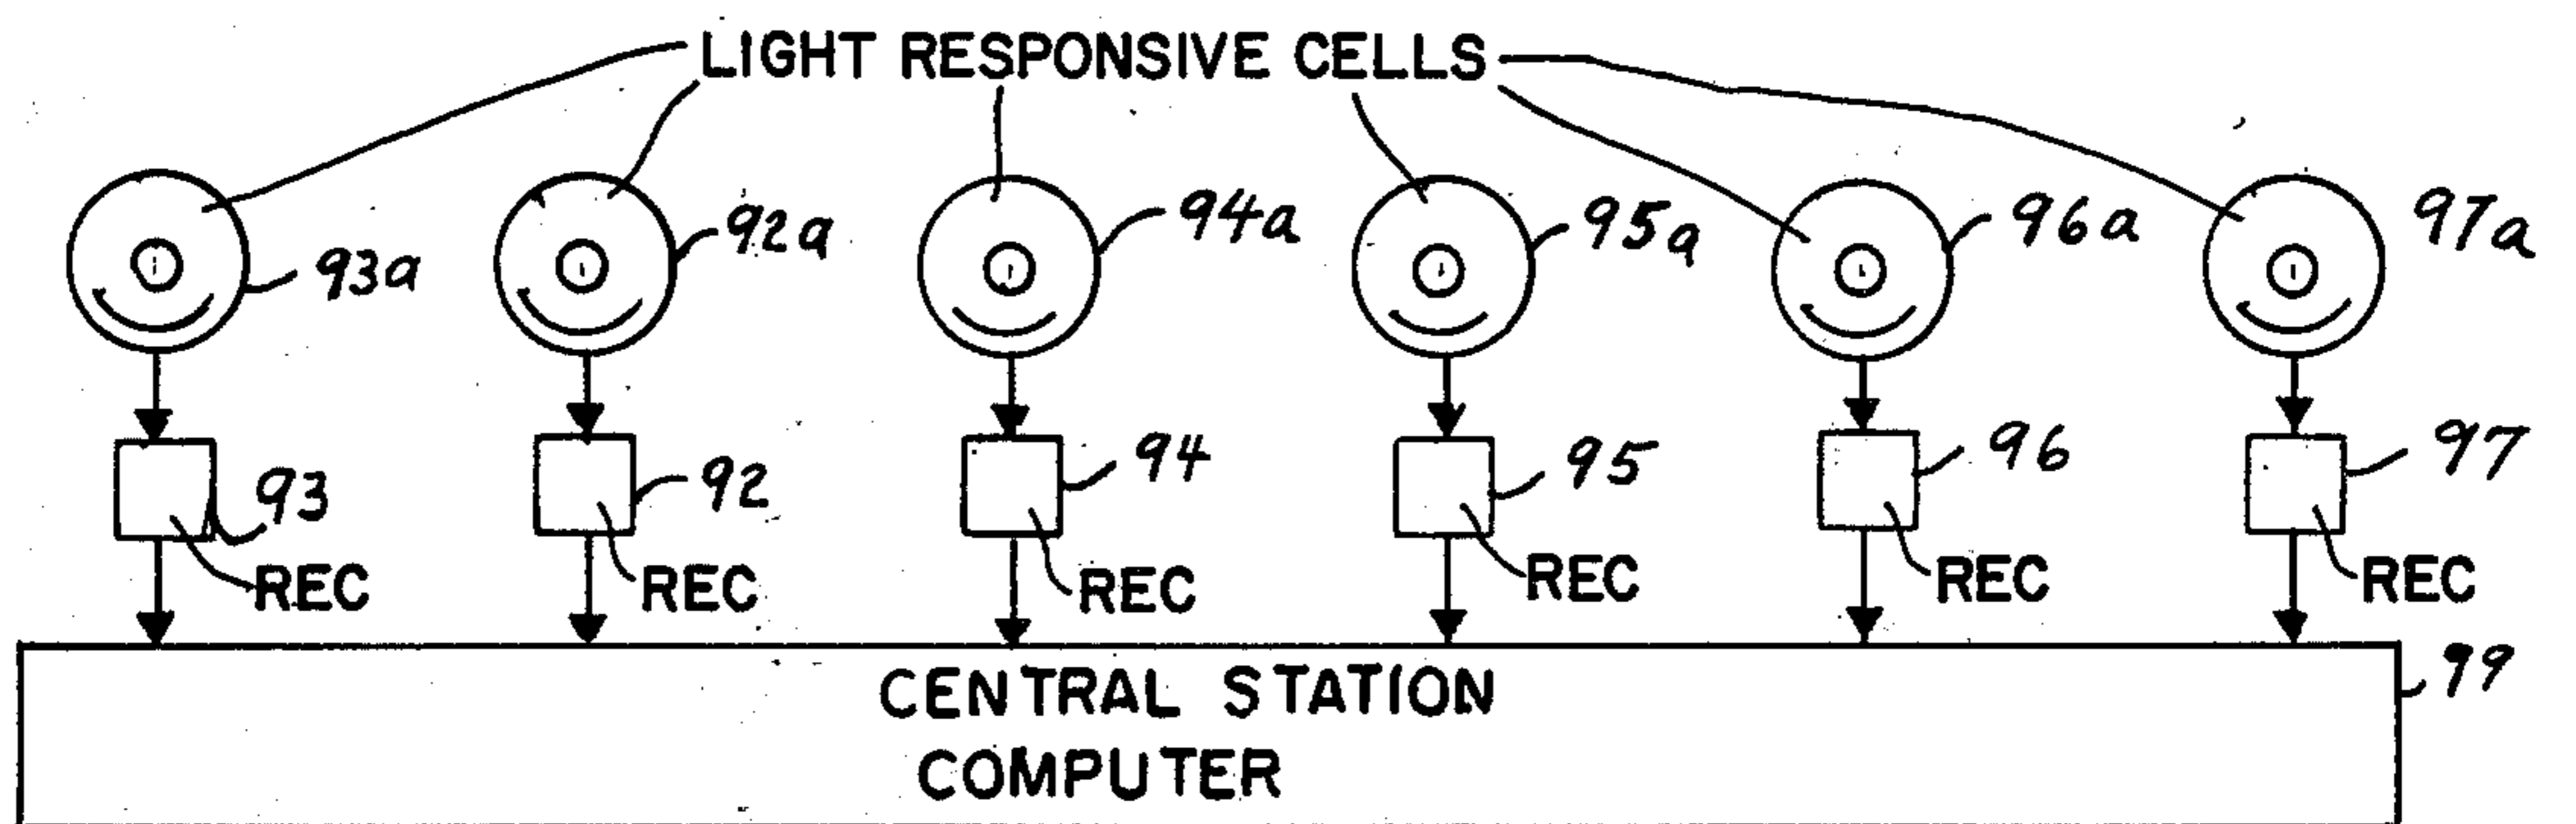 LIGHT RESPONSIVE CELLS
93a 92a 94a 95a 96a 97a
93 92 94 95 96 97
REC REC REC REC REC REC
99
CENTRAL STATION
COMPUTER